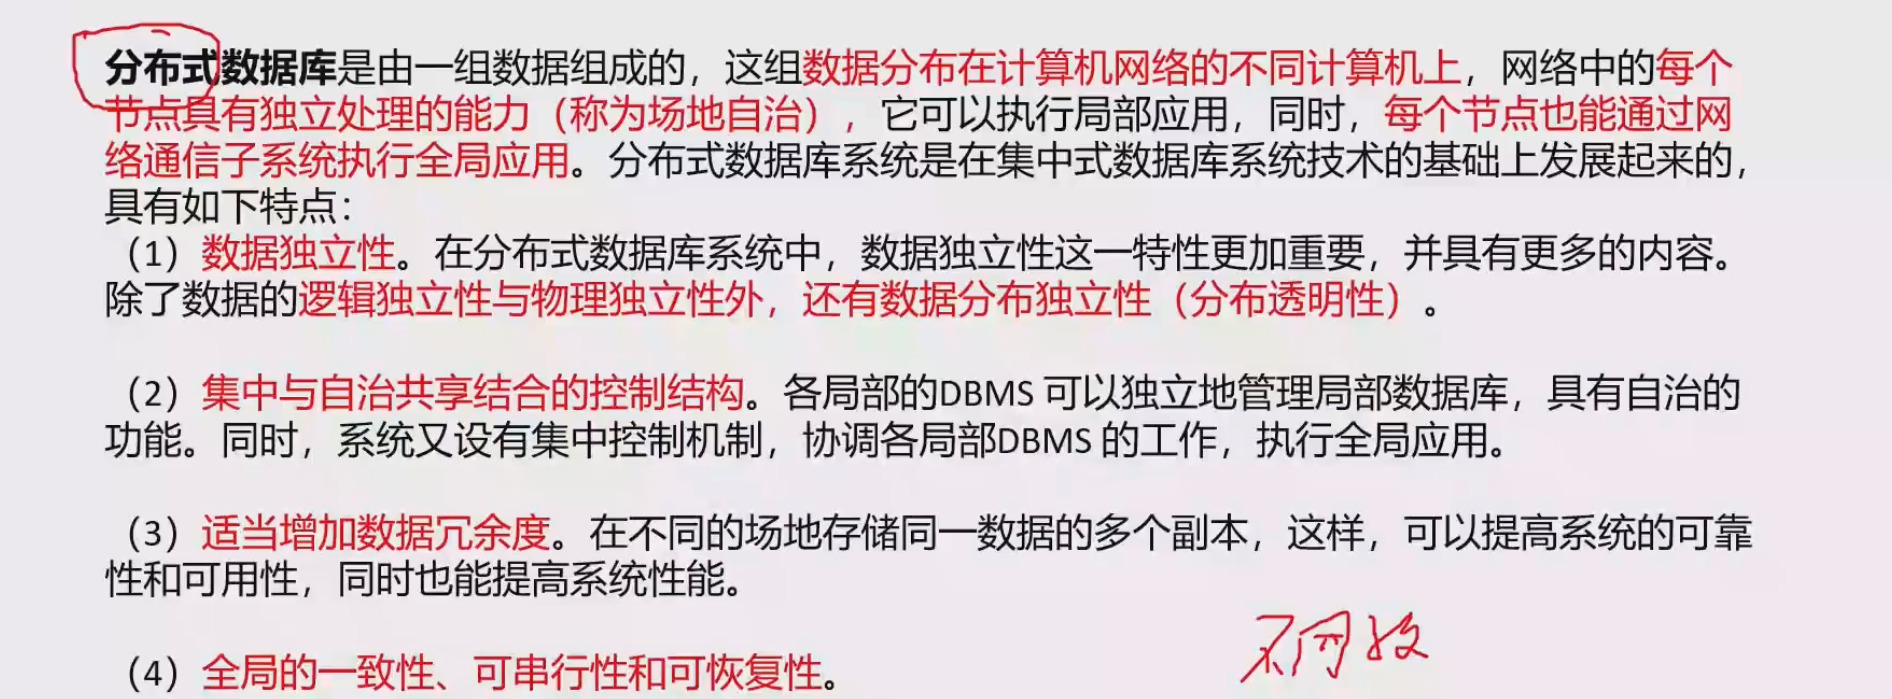 分布式数据库是由一组数据组成的，这组数据分布在计算机网络的不同计算机上，网络中的每个
节点具有独立处理的能力（称为场地自治），它可以执行局部应用，同时，每个节点也能通过网
络通信子系统执行全局应用。分布式数据库系统是在集中式数据库系统技术的基础上发展起来的，
具有如下特点：
（1）数据独立性。在分布式数据库系统中，数据独立性这一特性更加重要，并具有更多的内容。
除了数据的逻辑独立性与物理独立性外，还有数据分布独立性（分布透明性）。
（2）集中与自治共享结合的控制结构。各局部的DBMS 可以独立地管理局部数据库，具有自治的
功能。同时，系统又设有集中控制机制，协调各局部DBMS 的工作，执行全局应用。
（3）适当增加数据冗余度。在不同的场地存储同一数据的多个副本，这样，可以提高系统的可靠
性和可用性，同时也能提高系统性能。
不同
（4）全局的一致性、可串行性和可恢复性。